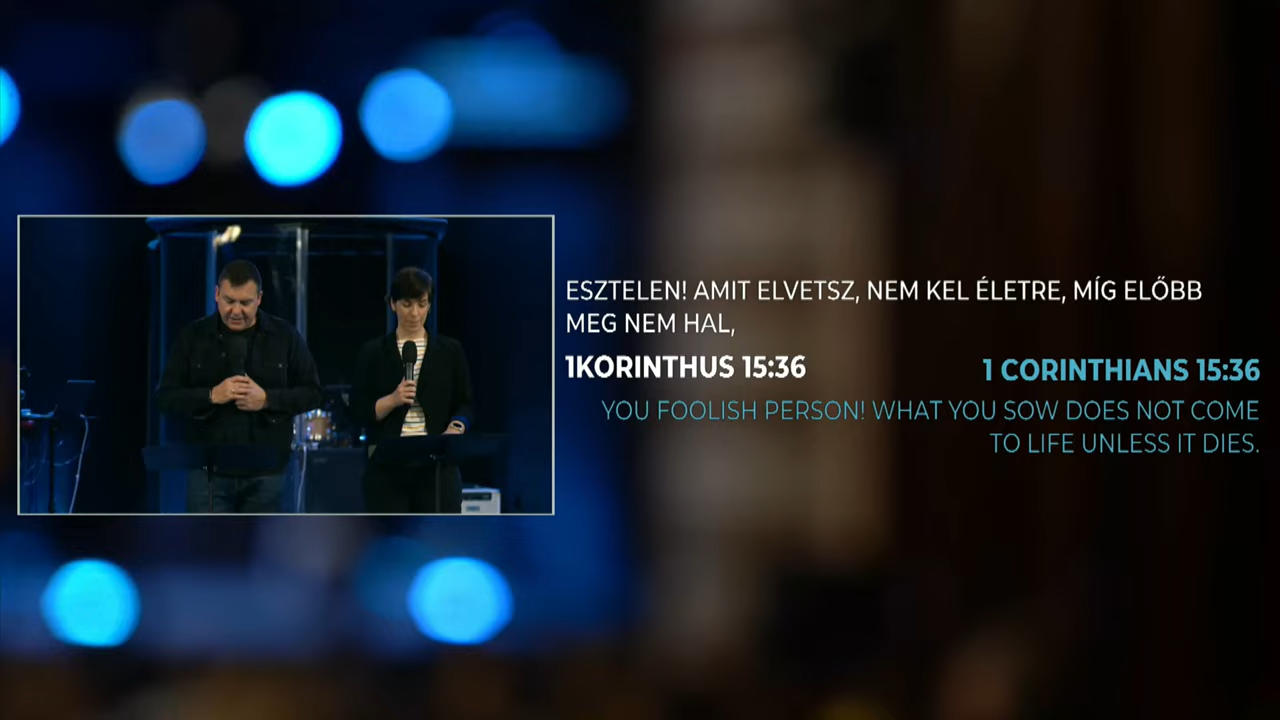 ESZTELEN! AMIT ELVETSZ, NEM KEL ÉLETRE, MÍG ELŐBB
MEG NEM HAL,
1KORINTHUS 15:36
1 CORINTHIANS 15:36
YOU FOOLISH PERSON! WHAT YOU SOW DOES NOT COME
TO LIFE UNLESS IT DIES.